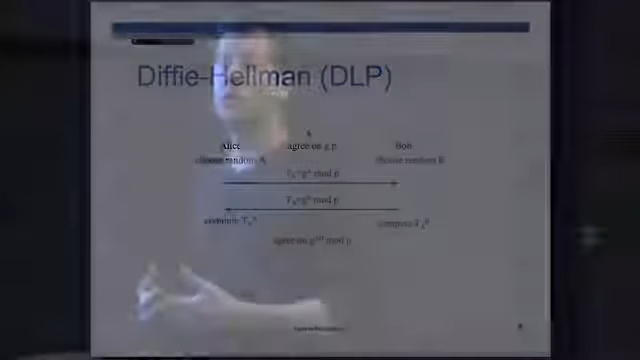 Diffie-Hellman (DLP)
Alice agree on g,p Bob
choose random A choose random B
T_A=g^A mod p
T_B=g^B mod p
compute T_B^A compute T_A^B
agree on g^AB mod p